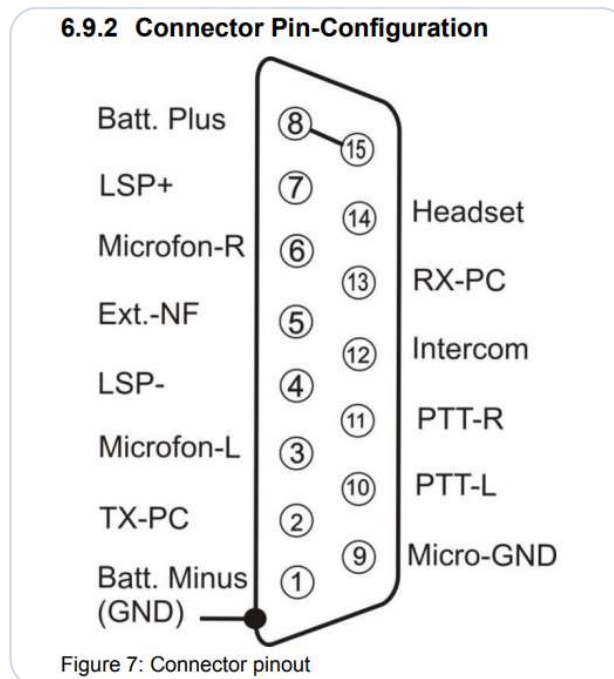 6.9.2 Connector Pin-Configuration
Batt. Plus
8
15
LSP+
7
14
Headset
Microfon-R
6
13
RX-PC
Ext.-NF
5
12
Intercom
LSP-
4
11
PTT-R
Microfon-L
3
10
PTT-L
TX-PC
2
9
Micro-GND
Batt. Minus
(GND)
1
Figure 7: Connector pinout